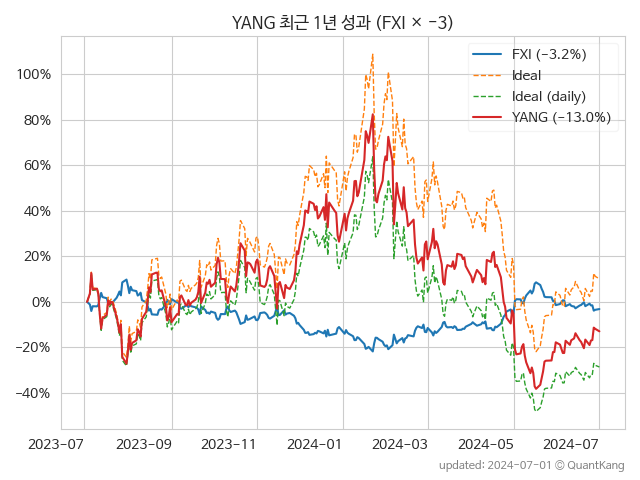 YANG 최근 1년 성과 (FXI × −3)
FXI (−3.2%)
Ideal
Ideal (daily)
YANG (−13.0%)
100%
80%
60%
40%
20%
0%
−20%
−40%
2023-07
2023-09
2023-11
2024-01
2024-03
2024-05
2024-07
updated: 2024-07-01 ⓒ QuantKang